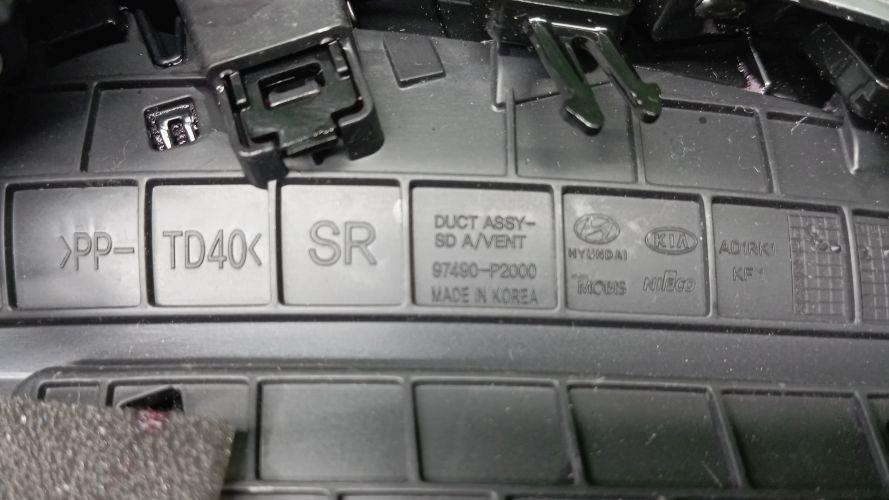 >PP-
TD40<
SR
DUCT ASSY-
SD A/VENT
97490-P2000
MADE IN KOREA
HYUNDAI
KIA
MOBIS
NIFCO
AD1RK1
KF